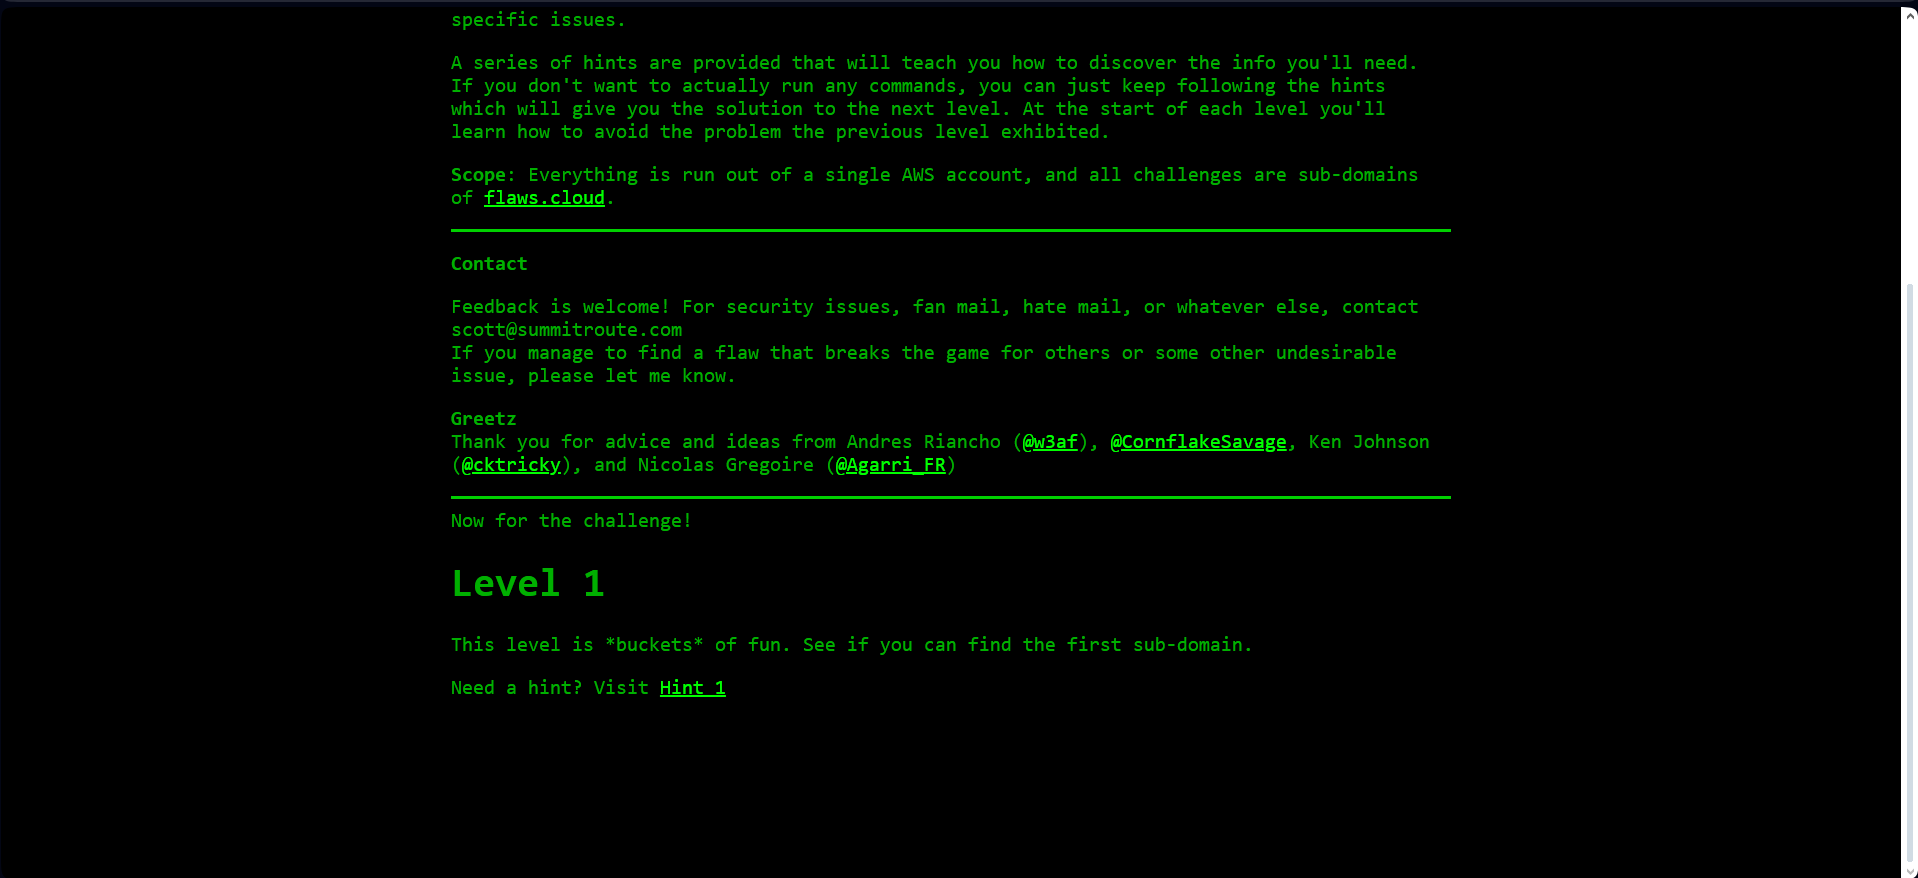 specific issues.
A series of hints are provided that will teach you how to discover the info you'll need.
If you don't want to actually run any commands, you can just keep following the hints
which will give you the solution to the next level. At the start of each level you'll
learn how to avoid the problem the previous level exhibited.
Scope: Everything is run out of a single AWS account, and all challenges are sub-domains
of flaws.cloud.
Contact
Feedback is welcome! For security issues, fan mail, hate mail, or whatever else, contact
scott@summitroute.com
If you manage to find a flaw that breaks the game for others or some other undesirable
issue, please let me know.
Greetz
Thank you for advice and ideas from Andres Riancho (@w3af), @CornflakeSavage, Ken Johnson
(@cktricky), and Nicolas Gregoire (@Agarri_FR)
Now for the challenge!
Level 1
This level is *buckets* of fun. See if you can find the first sub-domain.
Need a hint? Visit Hint 1